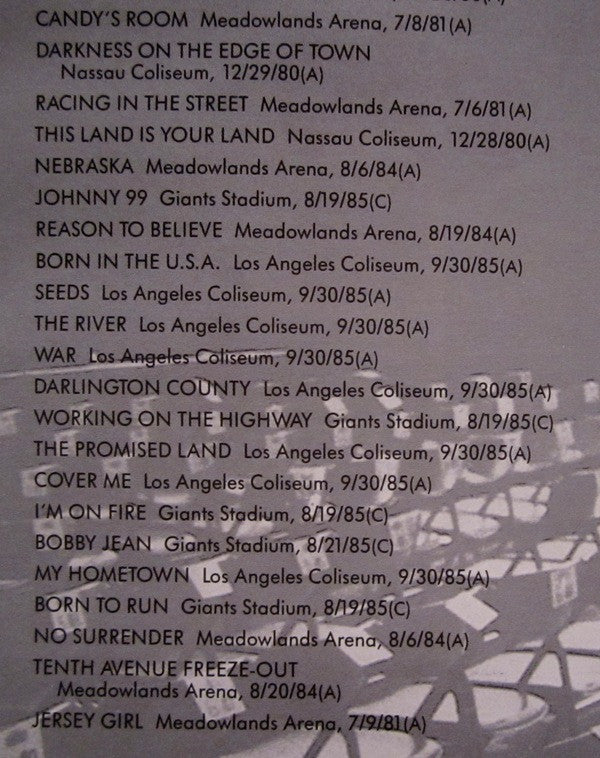 CANDY'S ROOM Meadowlands Arena, 7/8/81(A)
DARKNESS ON THE EDGE OF TOWN
Nassau Coliseum, 12/29/80(A)
RACING IN THE STREET Meadowlands Arena, 7/6/81(A)
THIS LAND IS YOUR LAND Nassau Coliseum, 12/28/80(A)
NEBRASKA Meadowlands Arena, 8/6/84(A)
JOHNNY 99 Giants Stadium, 8/19/85(C)
REASON TO BELIEVE Meadowlands Arena, 8/19/84(A)
BORN IN THE U.S.A. Los Angeles Coliseum, 9/30/85(A)
SEEDS Los Angeles Coliseum, 9/30/85(A)
THE RIVER Los Angeles Coliseum, 9/30/85(A)
WAR Los Angeles Coliseum, 9/30/85(A)
DARLINGTON COUNTY Los Angeles Coliseum, 9/30/85(A)
WORKING ON THE HIGHWAY Giants Stadium, 8/19/85(C)
THE PROMISED LAND Los Angeles Coliseum, 9/30/85(A)
COVER ME Los Angeles Coliseum, 9/30/85(A)
I'M ON FIRE Giants Stadium, 8/19/85(C)
BOBBY JEAN Giants Stadium, 8/21/85(C)
MY HOMETOWN Los Angeles Coliseum, 9/30/85(A)
BORN TO RUN Giants Stadium, 8/19/85(C)
NO SURRENDER Meadowlands Arena, 8/6/84(A)
TENTH AVENUE FREEZE-OUT
Meadowlands Arena, 8/20/84(A)
JERSEY GIRL Meadowlands Arena, 7/9/81(A)